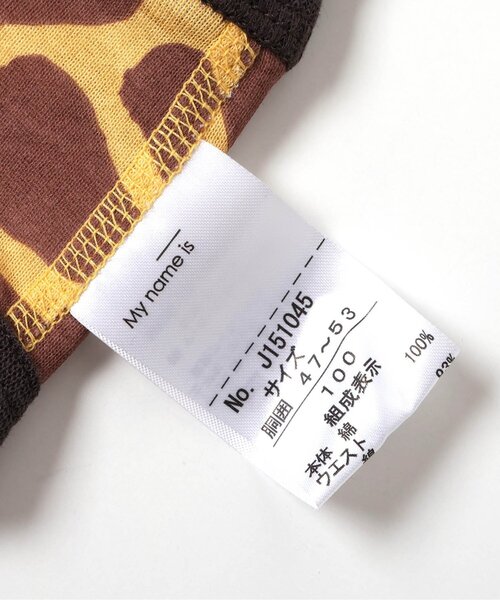 My name is
No. J151045
サイズ
胴囲 47～53
100
組成表示
本体 綿 100%
ウエスト
綿